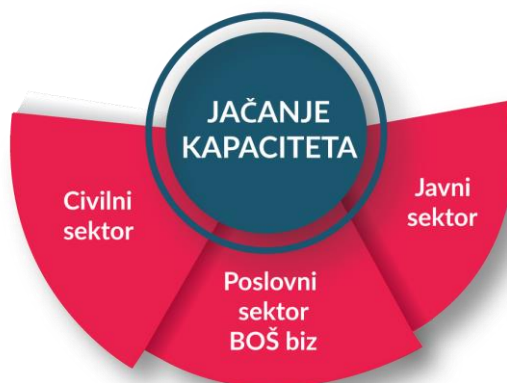 JAČANJE
KAPACITETA
Civilni
sektor
Poslovni
sektor
BOŠ biz
Javni
sektor